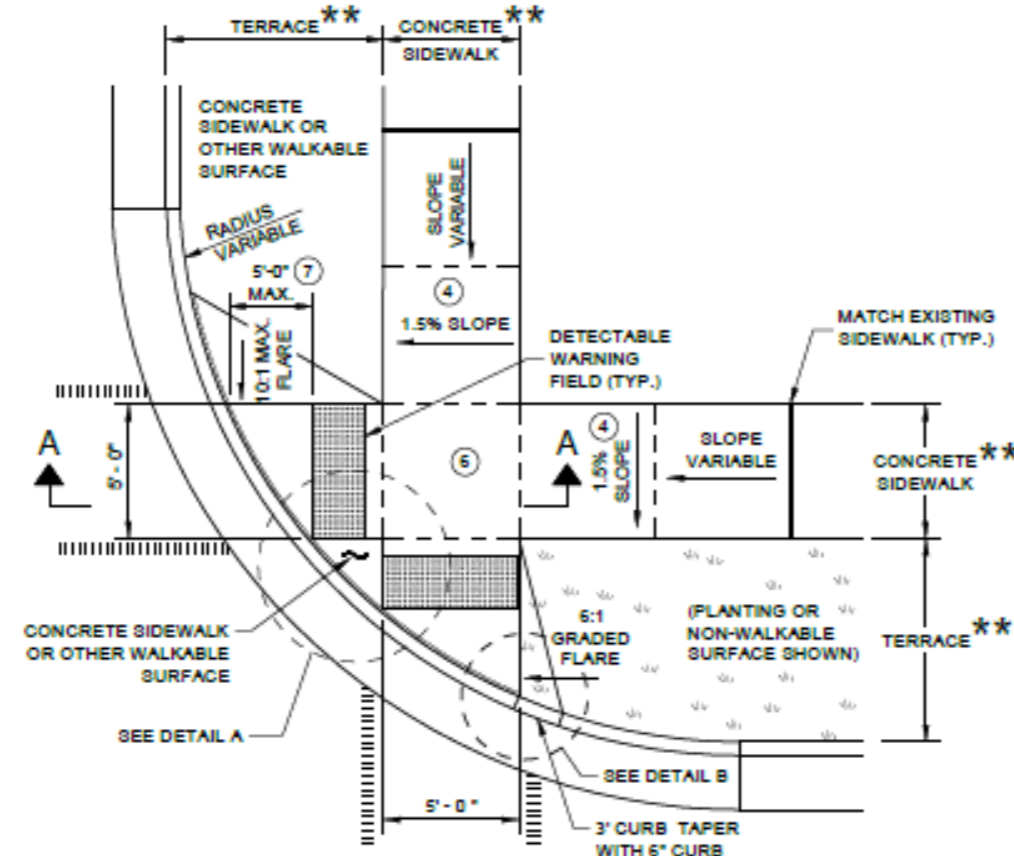 TERRACE**
CONCRETE**
SIDEWALK
CONCRETE
SIDEWALK OR
OTHER WALKABLE
SURFACE
SLOPE
VARIABLE
RADIUS
VARIABLE
5'-0" 7
MAX.
4
1.5% SLOPE
10:1 MAX.
FLARE
DETECTABLE
WARNING
FIELD (TYP.)
MATCH EXISTING
SIDEWALK (TYP.)
A
5'-0"
6
A
4
1.5%
SLOPE
SLOPE
VARIABLE
CONCRETE**
SIDEWALK
CONCRETE SIDEWALK
OR OTHER WALKABLE
SURFACE
6:1
GRADED
FLARE
(PLANTING OR
NON-WALKABLE
SURFACE SHOWN)
TERRACE**
SEE DETAIL A
SEE DETAIL B
5'-0"
3' CURB TAPER
WITH 6" CURB